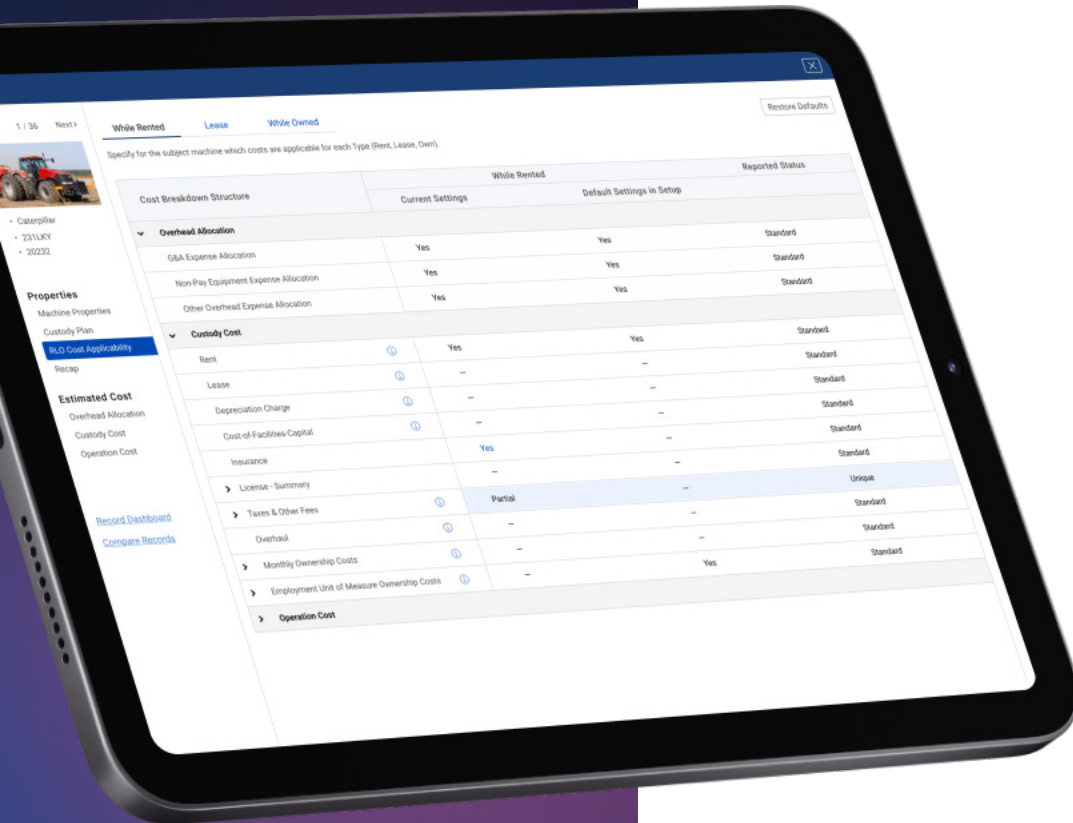 1 / 36 Next >
While Rented Lease While Owned
Restore Defaults
Specify for the subject machine which costs are applicable for each Type (Rent, Lease, Own).
Cost Breakdown Structure
While Rented
Reported Status
Current Settings
Default Settings in Setup
Overhead Allocation
G&A Expense Allocation Yes Yes Standard
Non-Pay Equipment Expense Allocation Yes Yes Standard
Other Overhead Expense Allocation Yes Yes Standard
Custody Cost
Rent Yes Yes Standard
Lease – – Standard
Depreciation Charge – – Standard
Cost-of-Facilities-Capital – – Standard
Insurance Yes – Standard
License - Summary – – Standard
Taxes & Other Fees Partial – Unique
Overhaul – – Standard
Monthly Ownership Costs – – Standard
Employment Unit of Measure Ownership Costs – Yes Standard
Operation Cost
• Caterpillar
• 231LKY
• 20232
Properties
Machine Properties
Custody Plan
RLO Cost Applicability
Recap
Estimated Cost
Overhead Allocation
Custody Cost
Operation Cost
Record Dashboard
Compare Records